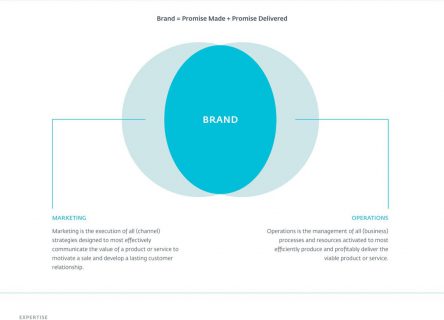 Brand = Promise Made + Promise Delivered
BRAND
MARKETING
Marketing is the execution of all (channel)
strategies designed to most effectively
communicate the value of a product or service to
motivate a sale and develop a lasting customer
relationship.
OPERATIONS
Operations is the management of all (business)
processes and resources activated to most
efficiently produce and profitably deliver the
viable product or service.
EXPERTISE